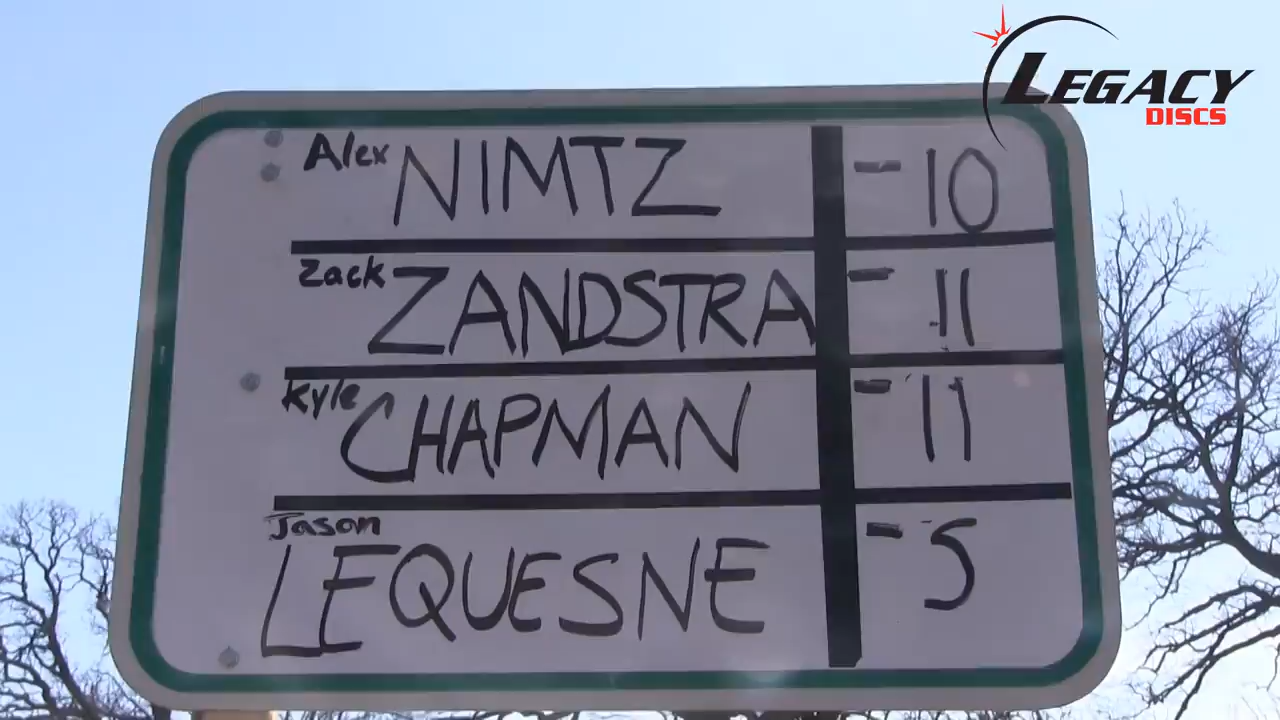 LEGACY
DISCS
Alex NIMTZ -10
Zack ZANDSTRA -11
Kyle CHAPMAN -11
Jason LEQUESNE -5